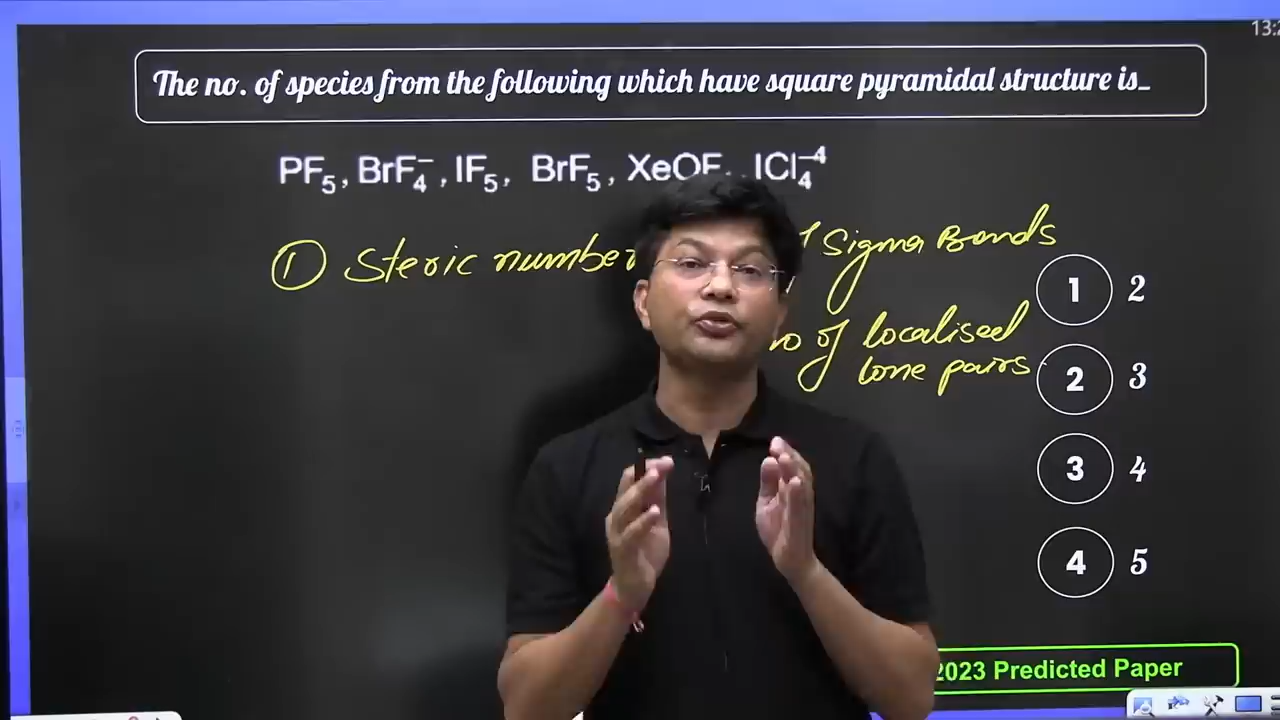 13:2
The no. of species from the following which have square pyramidal structure is_
PF₅, BrF₄⁻, IF₅, BrF₅, XeOF , ICl₄⁻⁴
① Steric number Sigma Bonds
no of localised
lone pairs
1 2
2 3
3 4
4 5
2023 Predicted Paper